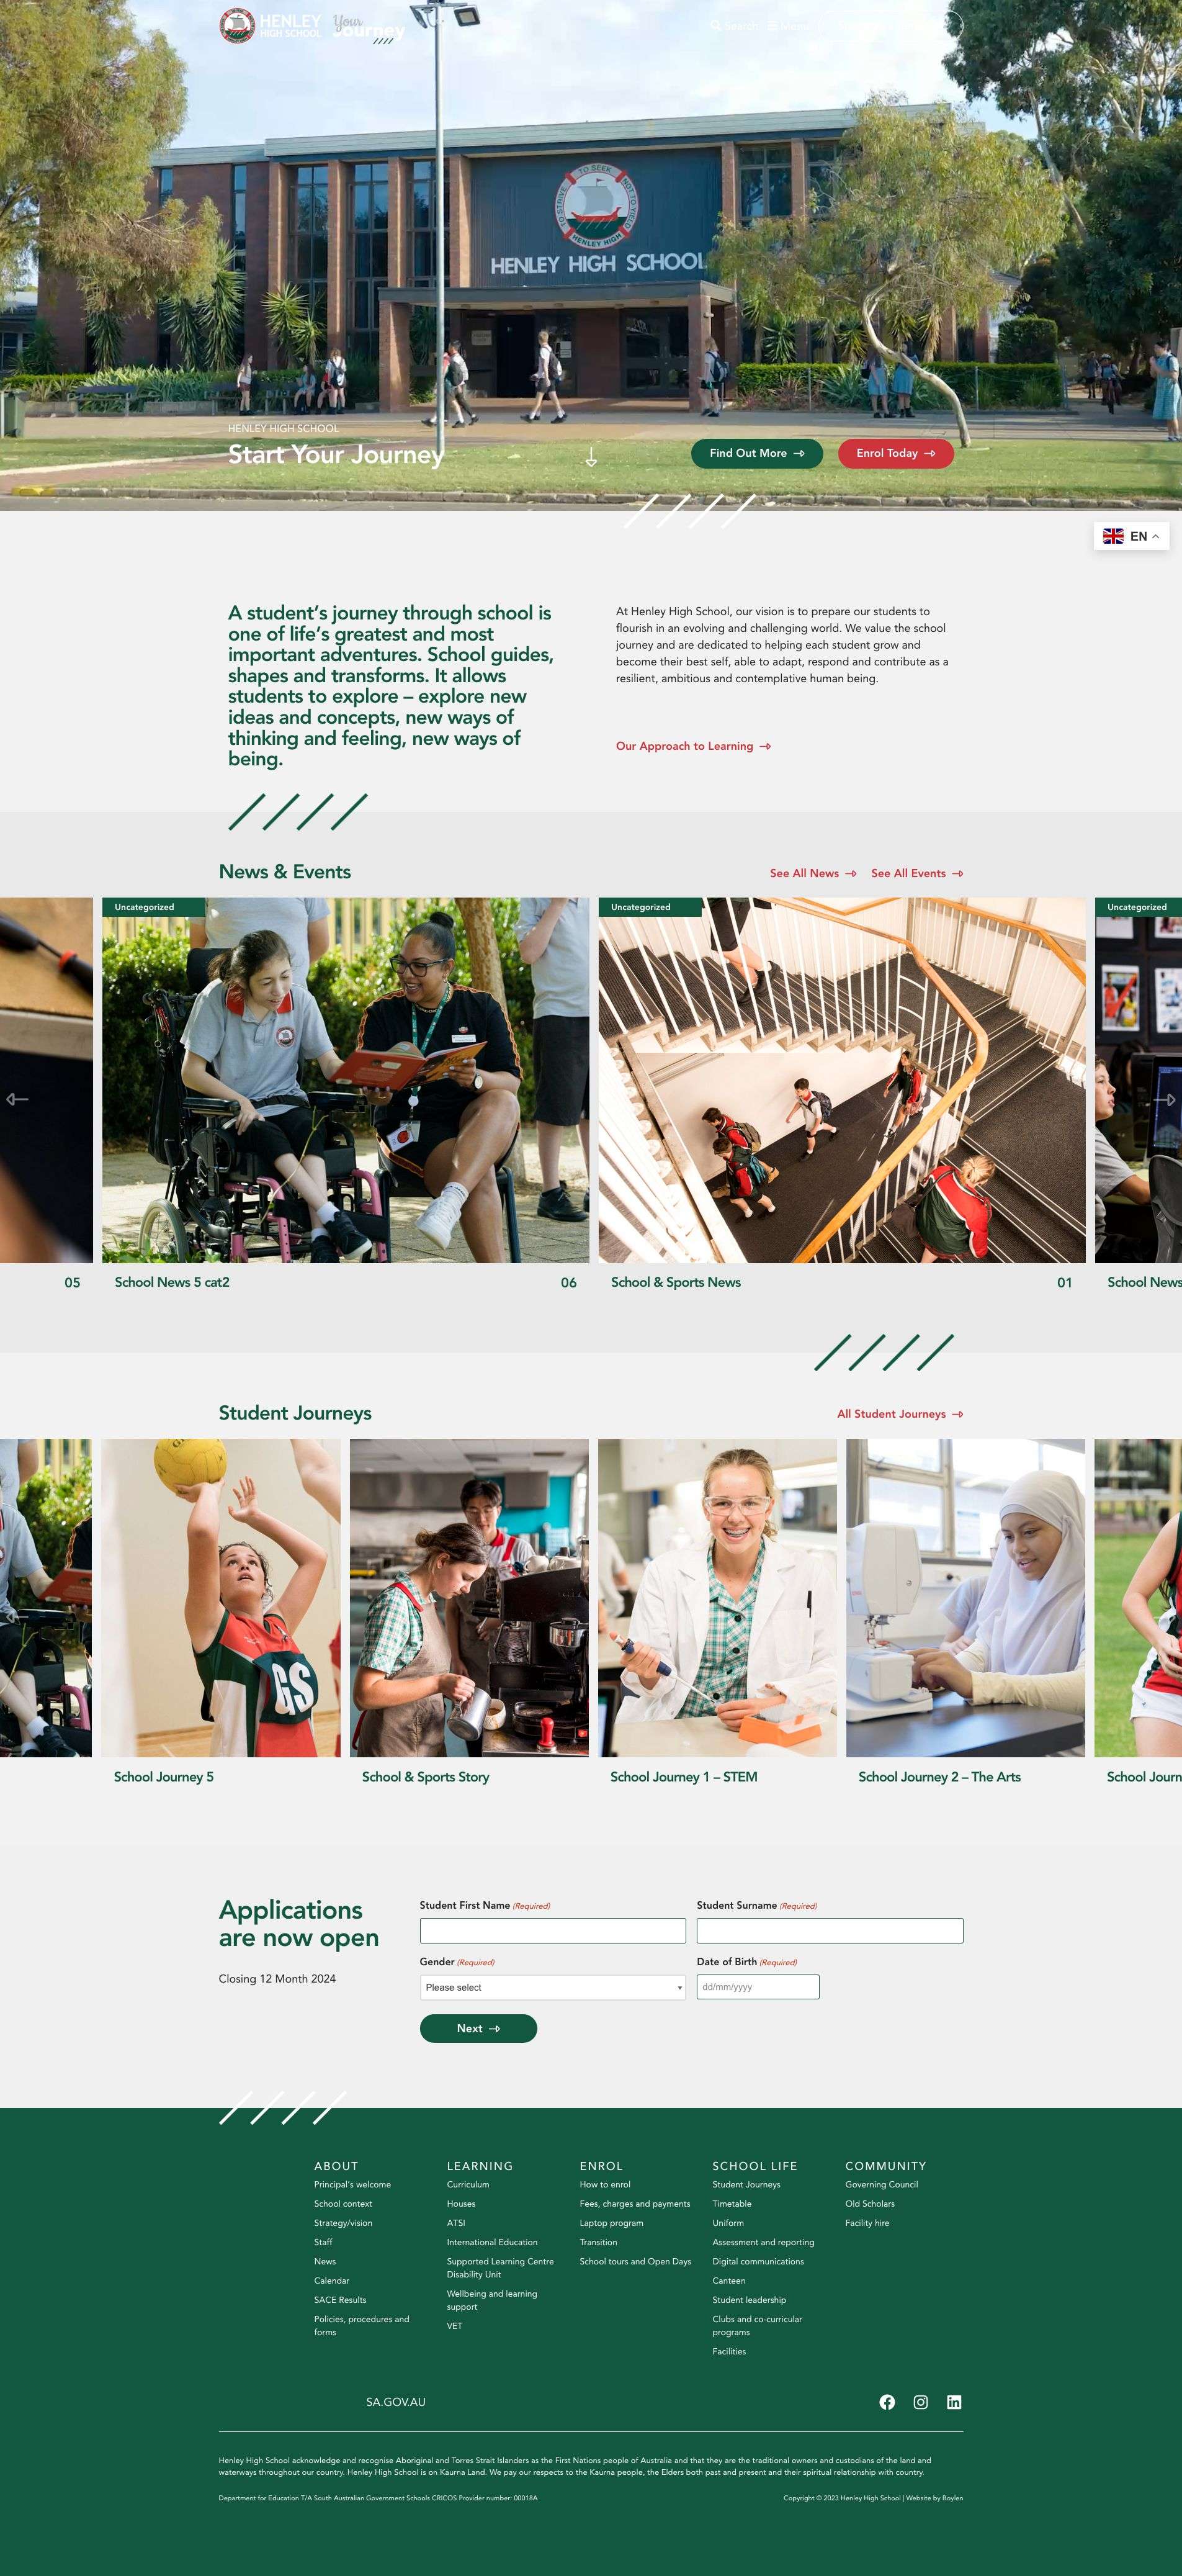 HENLEY
HIGH SCHOOL
Your
Journey
Search
TO STRIVE
TO SEEK
NOT TO YIELD
HENLEY HIGH
HENLEY HIGH SCHOOL
HENLEY HIGH SCHOOL
Start Your Journey
Find Out More
Enrol Today
EN
A student’s journey through school is
one of life’s greatest and most
important adventures. School guides,
shapes and transforms. It allows
students to explore – explore new
ideas and concepts, new ways of
thinking and feeling, new ways of
being.
At Henley High School, our vision is to prepare our students to
flourish in an evolving and challenging world. We value the school
journey and are dedicated to helping each student grow and
become their best self, able to adapt, respond and contribute as a
resilient, ambitious and contemplative human being.
Our Approach to Learning
News & Events
See All News
See All Events
Uncategorized
Uncategorized
Uncategorized
05
School News 5 cat2
06
School & Sports News
01
School News
Student Journeys
All Student Journeys
GS
School Journey 5
School & Sports Story
School Journey 1 – STEM
School Journey 2 – The Arts
School Journ
Applications
are now open
Closing 12 Month 2024
Student First Name (Required)
Student Surname (Required)
Gender (Required)
Date of Birth (Required)
Please select
dd/mm/yyyy
Next
ABOUT
Principal's welcome
School context
Strategy/vision
Staff
News
Calendar
SACE Results
Policies, procedures and
forms
LEARNING
Curriculum
Houses
ATSI
International Education
Supported Learning Centre
Disability Unit
Wellbeing and learning
support
VET
ENROL
How to enrol
Fees, charges and payments
Laptop program
Transition
School tours and Open Days
SCHOOL LIFE
Student Journeys
Timetable
Uniform
Assessment and reporting
Digital communications
Canteen
Student leadership
Clubs and co-curricular
programs
Facilities
COMMUNITY
Governing Council
Old Scholars
Facility hire
SA.GOV.AU
Henley High School acknowledge and recognise Aboriginal and Torres Strait Islanders as the First Nations people of Australia and that they are the traditional owners and custodians of the land and
waterways throughout our country. Henley High School is on Kaurna Land. We pay our respects to the Kaurna people, the Elders both past and present and their spiritual relationship with country.
Department for Education T/A South Australian Government Schools CRICOS Provider number: 00018A
Copyright © 2023 Henley High School | Website by Boylen